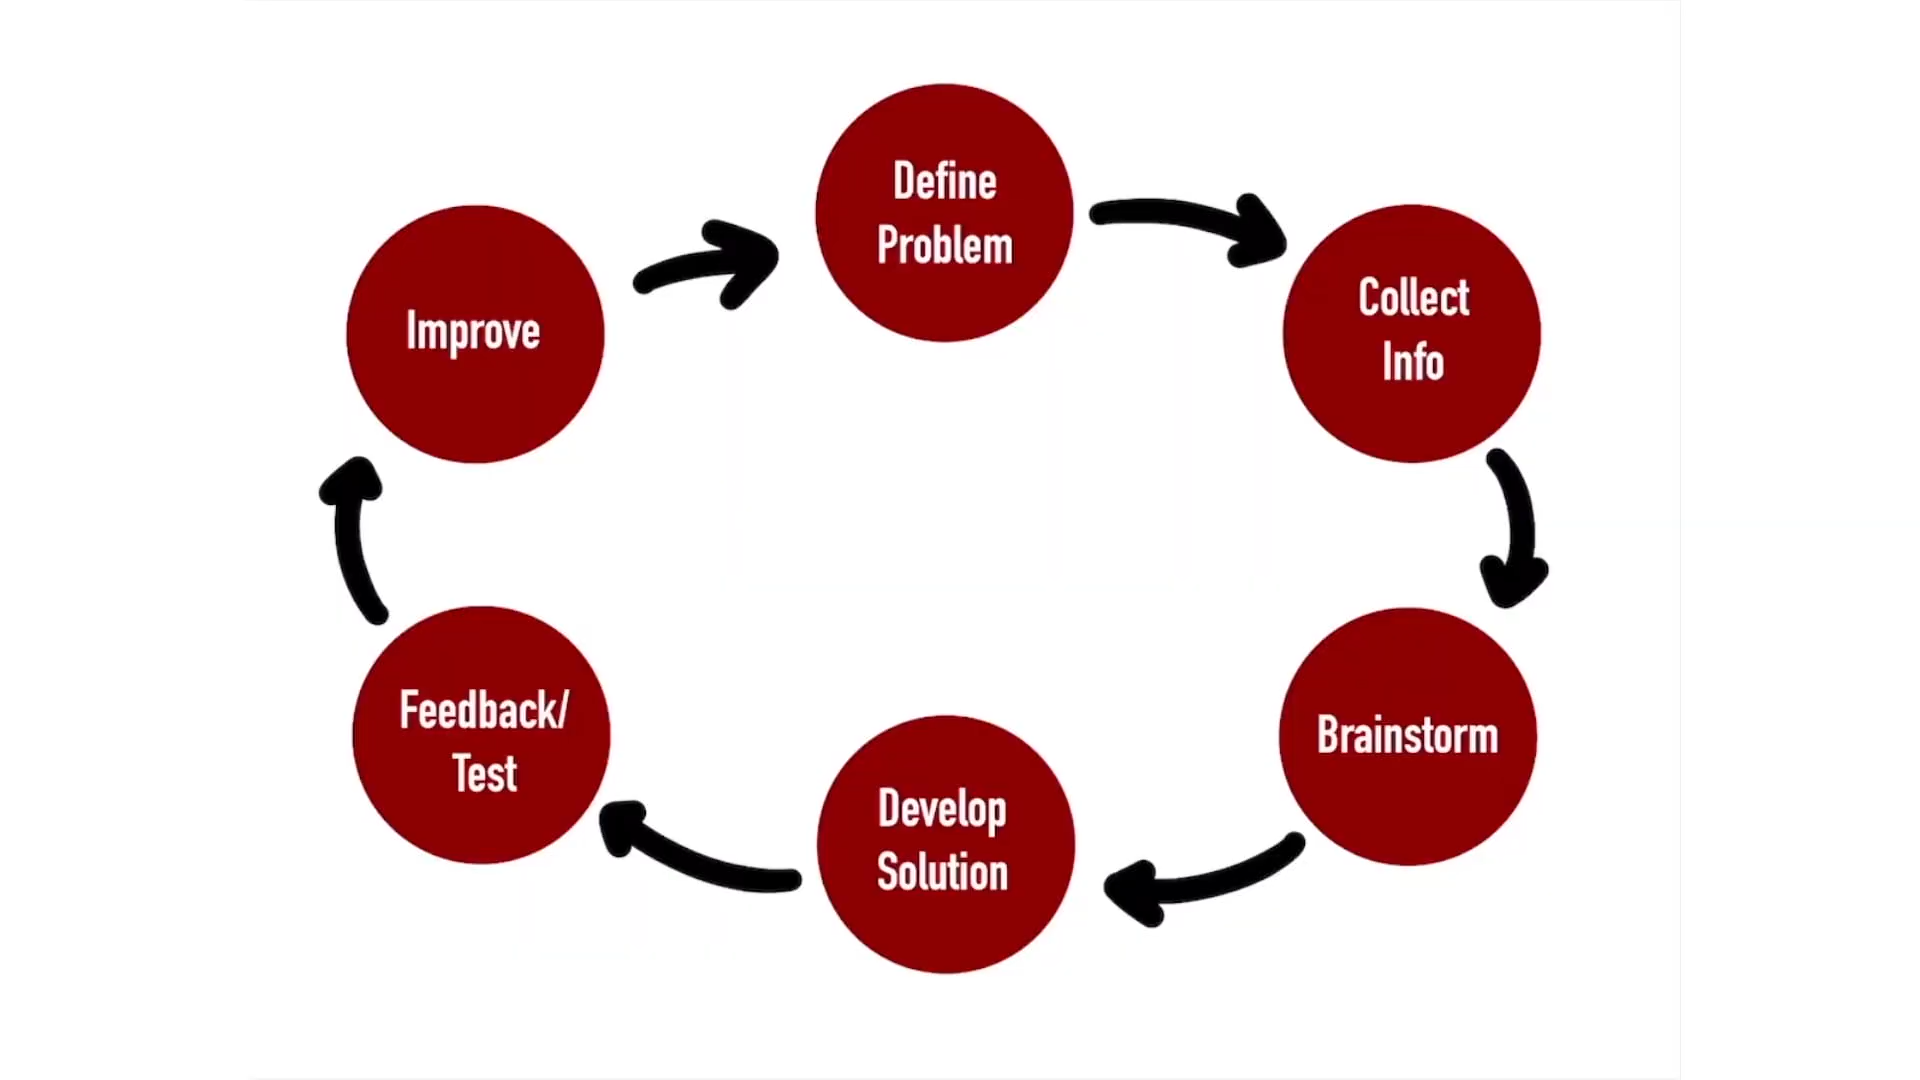 Define
Problem
Collect
Info
Brainstorm
Develop
Solution
Feedback/
Test
Improve